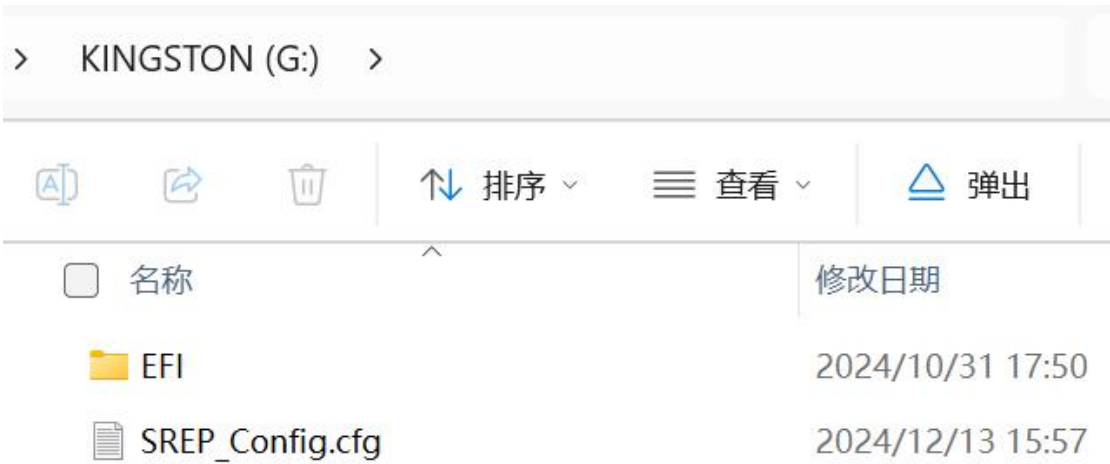 KINGSTON (G:)
排序 查看 弹出
名称 修改日期
EFI 2024/10/31 17:50
SREP_Config.cfg 2024/12/13 15:57